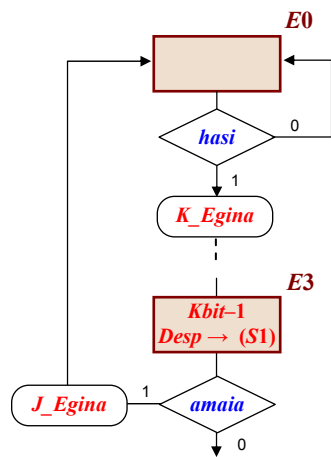 E0
hasi
0
1
K_Egina
E3
Kbit–1
Desp → (S1)
J_Egina
1
amaia
0